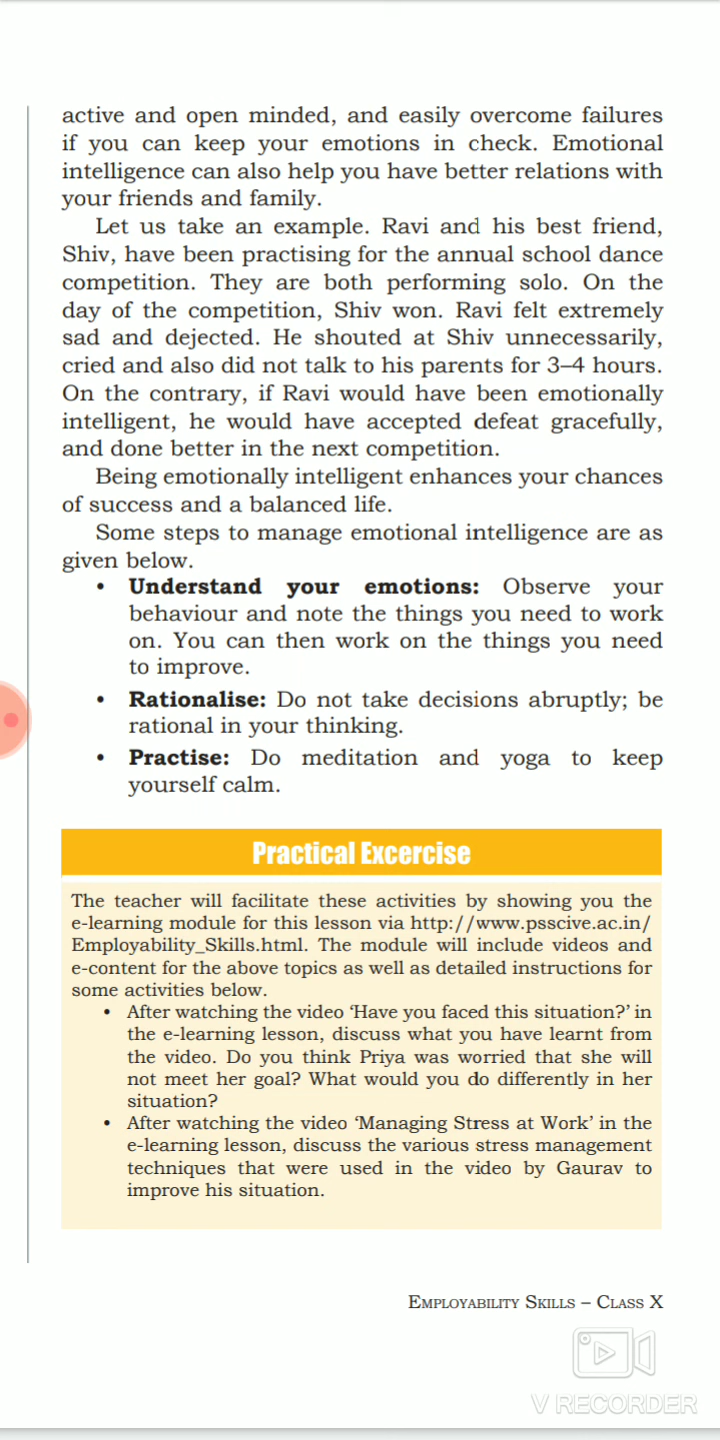 active and open minded, and easily overcome failures
if you can keep your emotions in check. Emotional
intelligence can also help you have better relations with
your friends and family.
Let us take an example. Ravi and his best friend,
Shiv, have been practising for the annual school dance
competition. They are both performing solo. On the
day of the competition, Shiv won. Ravi felt extremely
sad and dejected. He shouted at Shiv unnecessarily,
cried and also did not talk to his parents for 3–4 hours.
On the contrary, if Ravi would have been emotionally
intelligent, he would have accepted defeat gracefully,
and done better in the next competition.
Being emotionally intelligent enhances your chances
of success and a balanced life.
Some steps to manage emotional intelligence are as
given below.
• Understand your emotions: Observe your
behaviour and note the things you need to work
on. You can then work on the things you need
to improve.
• Rationalise: Do not take decisions abruptly; be
rational in your thinking.
• Practise: Do meditation and yoga to keep
yourself calm.
Practical Excercise
The teacher will facilitate these activities by showing you the
e-learning module for this lesson via http://www.psscive.ac.in/
Employability_Skills.html. The module will include videos and
e-content for the above topics as well as detailed instructions for
some activities below.
• After watching the video ‘Have you faced this situation?’ in
the e-learning lesson, discuss what you have learnt from
the video. Do you think Priya was worried that she will
not meet her goal? What would you do differently in her
situation?
• After watching the video ‘Managing Stress at Work’ in the
e-learning lesson, discuss the various stress management
techniques that were used in the video by Gaurav to
improve his situation.
EMPLOYABILITY SKILLS – CLASS X
V RECORDER